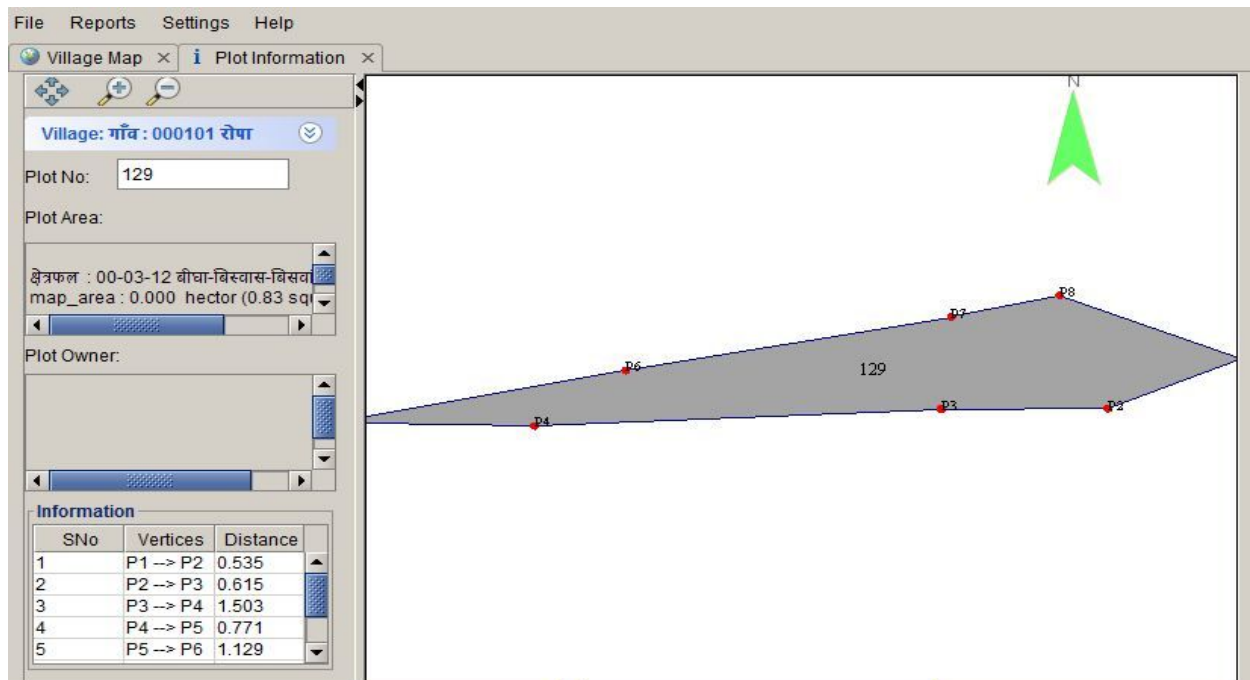 File Reports Settings Help
Village Map × i Plot Information ×
N
Village: गाँव : 000101 रोपा
Plot No: 129
Plot Area:
क्षेत्रफल : 00-03-12 बीघा-बिस्वास-बिसवां
map_area : 0.000 hector (0.83 squ
P8
P7
P6
129
P3
P2
P4
Plot Owner:
Information
SNo Vertices Distance
1 P1 --> P2 0.535
2 P2 --> P3 0.615
3 P3 --> P4 1.503
4 P4 --> P5 0.771
5 P5 --> P6 1.129